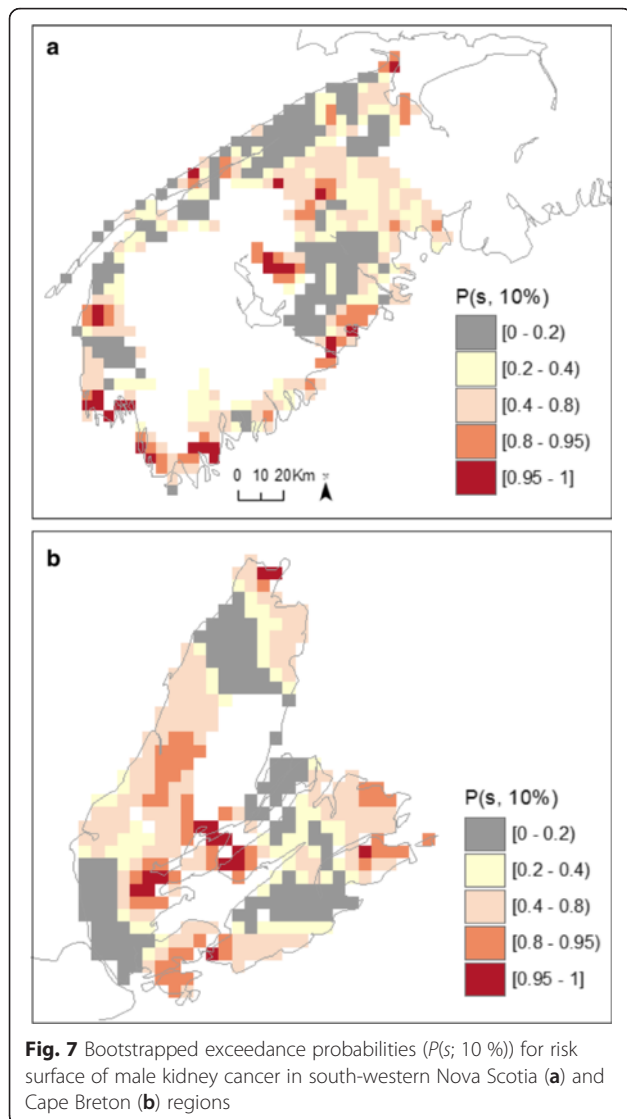 a
P(s, 10%)
[0 - 0.2)
[0.2 - 0.4)
[0.4 - 0.8)
[0.8 - 0.95)
[0.95 - 1]
0 10 20Km
b
P(s, 10%)
[0 - 0.2)
[0.2 - 0.4)
[0.4 - 0.8)
[0.8 - 0.95)
[0.95 - 1]
Fig. 7 Bootstrapped exceedance probabilities (P(s; 10 %)) for risk
surface of male kidney cancer in south-western Nova Scotia (a) and
Cape Breton (b) regions